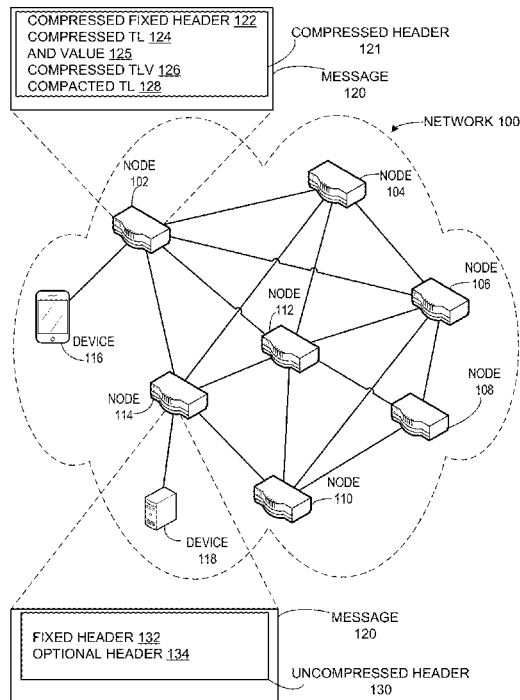 COMPRESSED FIXED HEADER 122
COMPRESSED TL 124
AND VALUE 125
COMPRESSED TLV 126
COMPACTED TL 128
COMPRESSED HEADER
121
MESSAGE
120
NETWORK 100
NODE
102
NODE
104
NODE
106
NODE
112
DEVICE
116
NODE
114
NODE
108
NODE
110
DEVICE
118
MESSAGE
120
FIXED HEADER 132
OPTIONAL HEADER 134
UNCOMPRESSED HEADER
130